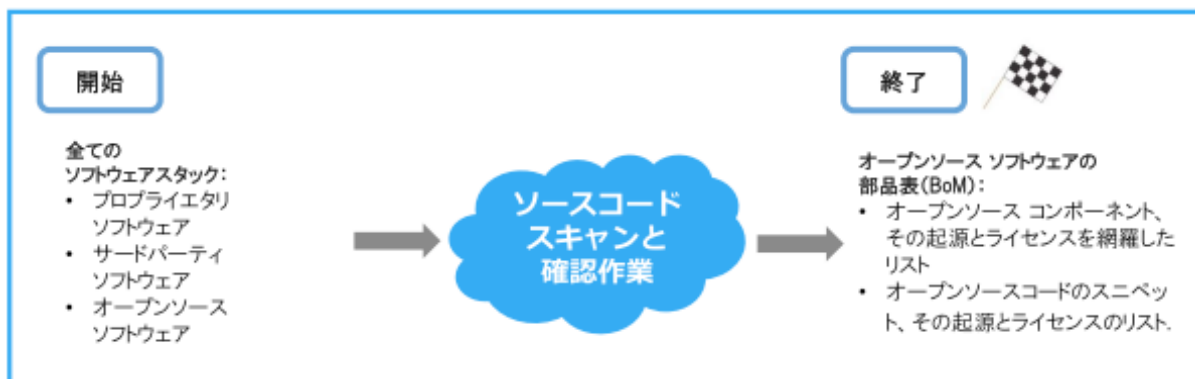 開始
全ての
ソフトウェアスタック:
• プロプライエタリ
ソフトウェア
• サードパーティ
ソフトウェア
• オープンソース
ソフトウェア
ソースコード
スキャンと
確認作業
終了
オープンソース ソフトウェアの
部品表(BoM):
• オープンソース コンポーネント、
その起源とライセンスを網羅した
リスト
• オープンソースコードのスニペッ
ト、その起源とライセンスのリスト.